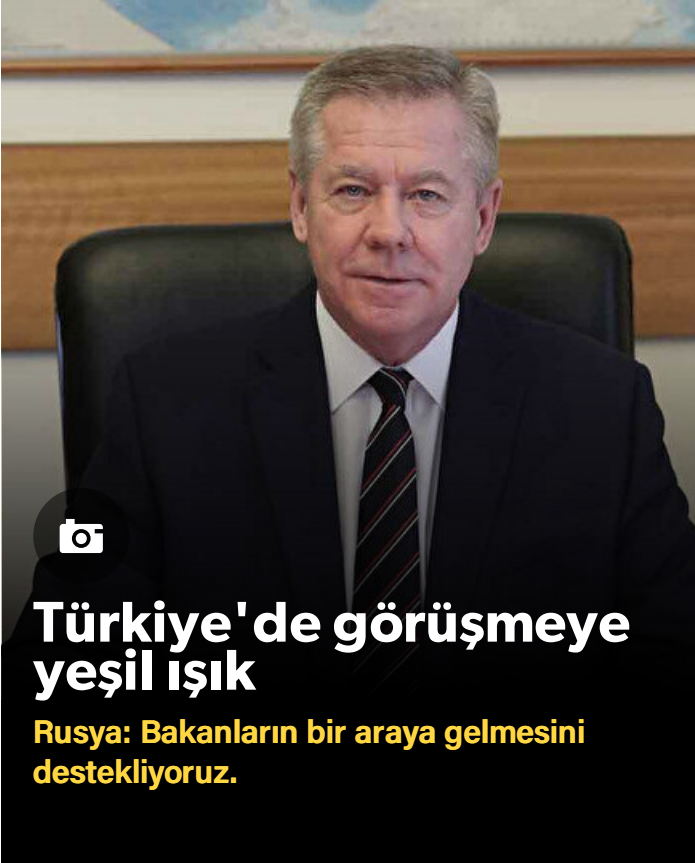 Türkiye'de görüşmeye
yeşil ışık
Rusya: Bakanların bir araya gelmesini
destekliyoruz.